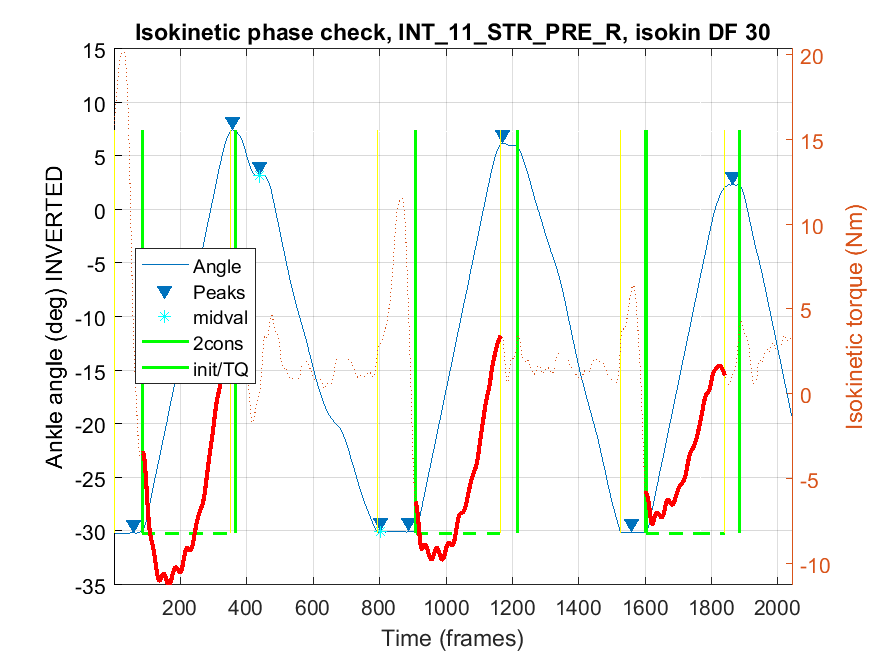 Isokinetic phase check, INT_11_STR_PRE_R, isokin DF 30
15
10
5
0
-5
-10
-15
-20
-25
-30
-35
Ankle angle (deg) INVERTED
Angle
Peaks
midval
2cons
init/TQ
20
15
10
5
0
-5
-10
Isokinetic torque (Nm)
200 400 600 800 1000 1200 1400 1600 1800 2000
Time (frames)